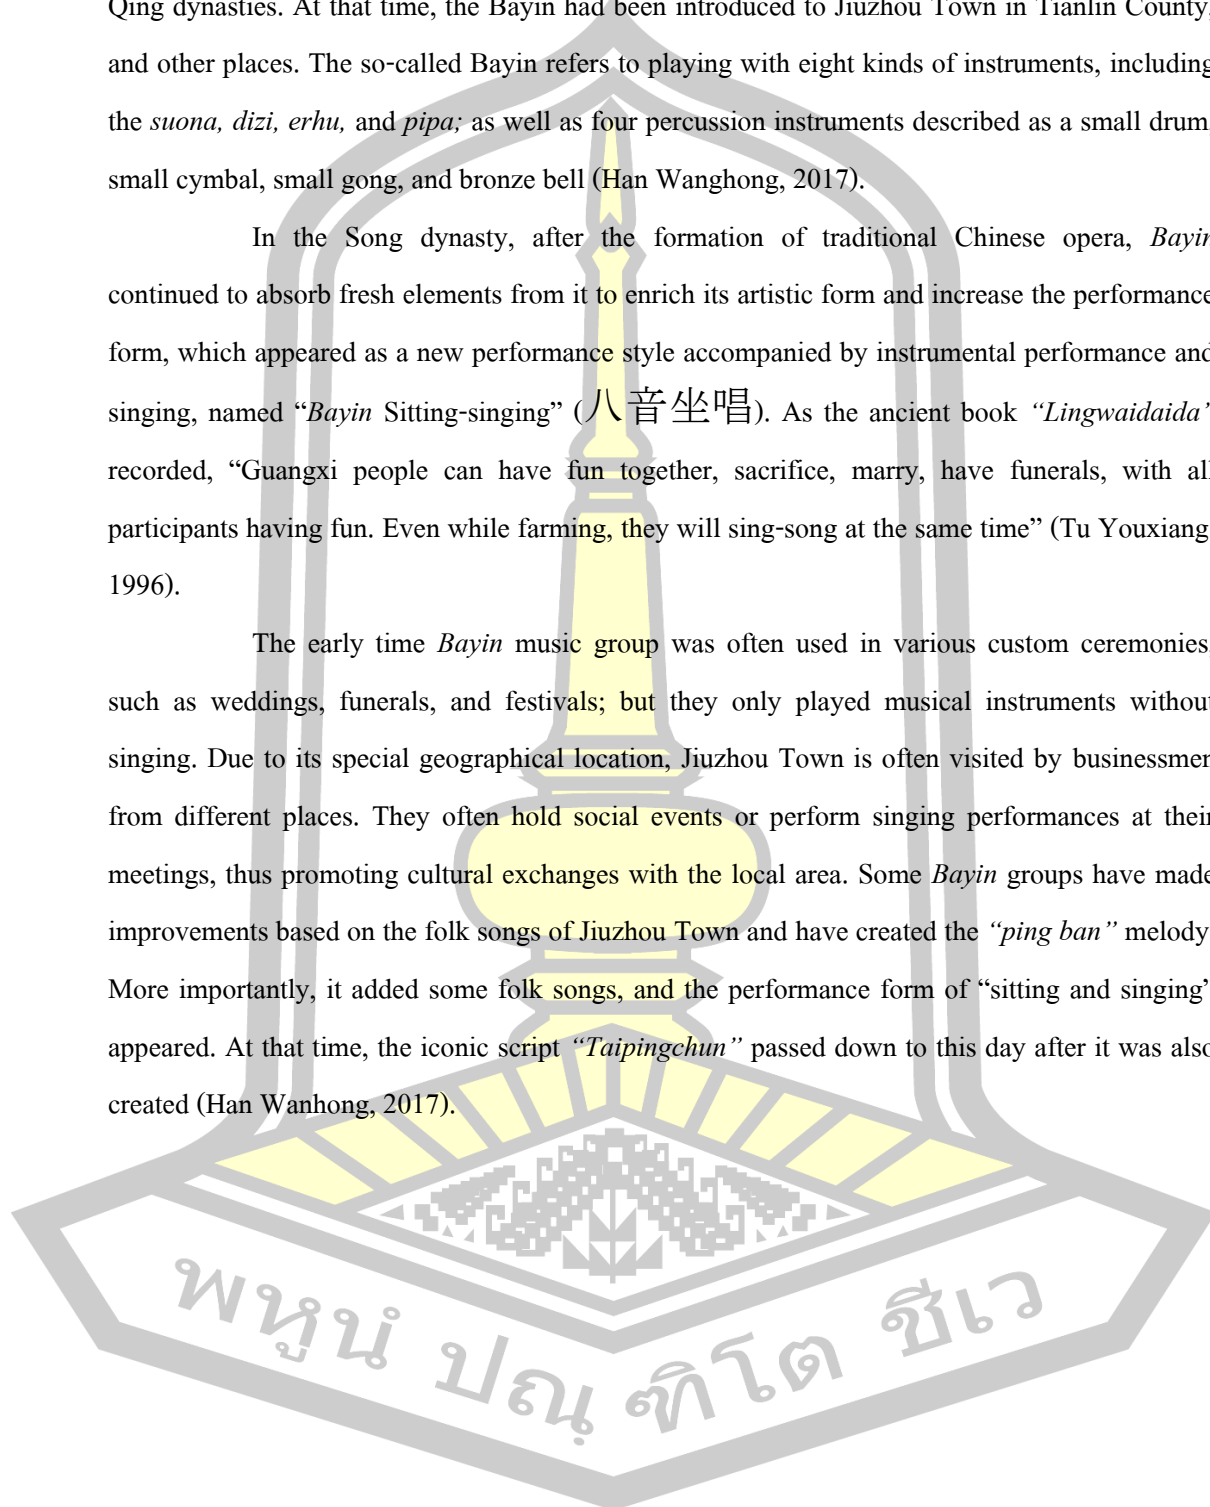 Qing dynasties. At that time, the Bayin had been introduced to Jiuzhou Town in Tianlin County,
and other places. The so-called Bayin refers to playing with eight kinds of instruments, including
the suona, dizi, erhu, and pipa; as well as four percussion instruments described as a small drum,
small cymbal, small gong, and bronze bell (Han Wanghong, 2017).
In the Song dynasty, after the formation of traditional Chinese opera, Bayin
continued to absorb fresh elements from it to enrich its artistic form and increase the performance
form, which appeared as a new performance style accompanied by instrumental performance and
singing, named “Bayin Sitting-singing” (八音坐唱). As the ancient book “Lingwaidaida”
recorded, “Guangxi people can have fun together, sacrifice, marry, have funerals, with all
participants having fun. Even while farming, they will sing-song at the same time” (Tu Youxiang
1996).
The early time Bayin music group was often used in various custom ceremonies,
such as weddings, funerals, and festivals; but they only played musical instruments without
singing. Due to its special geographical location, Jiuzhou Town is often visited by businessmen
from different places. They often hold social events or perform singing performances at their
meetings, thus promoting cultural exchanges with the local area. Some Bayin groups have made
improvements based on the folk songs of Jiuzhou Town and have created the “ping ban” melody
More importantly, it added some folk songs, and the performance form of “sitting and singing”
appeared. At that time, the iconic script “Taipingchun” passed down to this day after it was also
created (Han Wanhong, 2017).
พหูนํ ปณฺฑิโต ชีเว